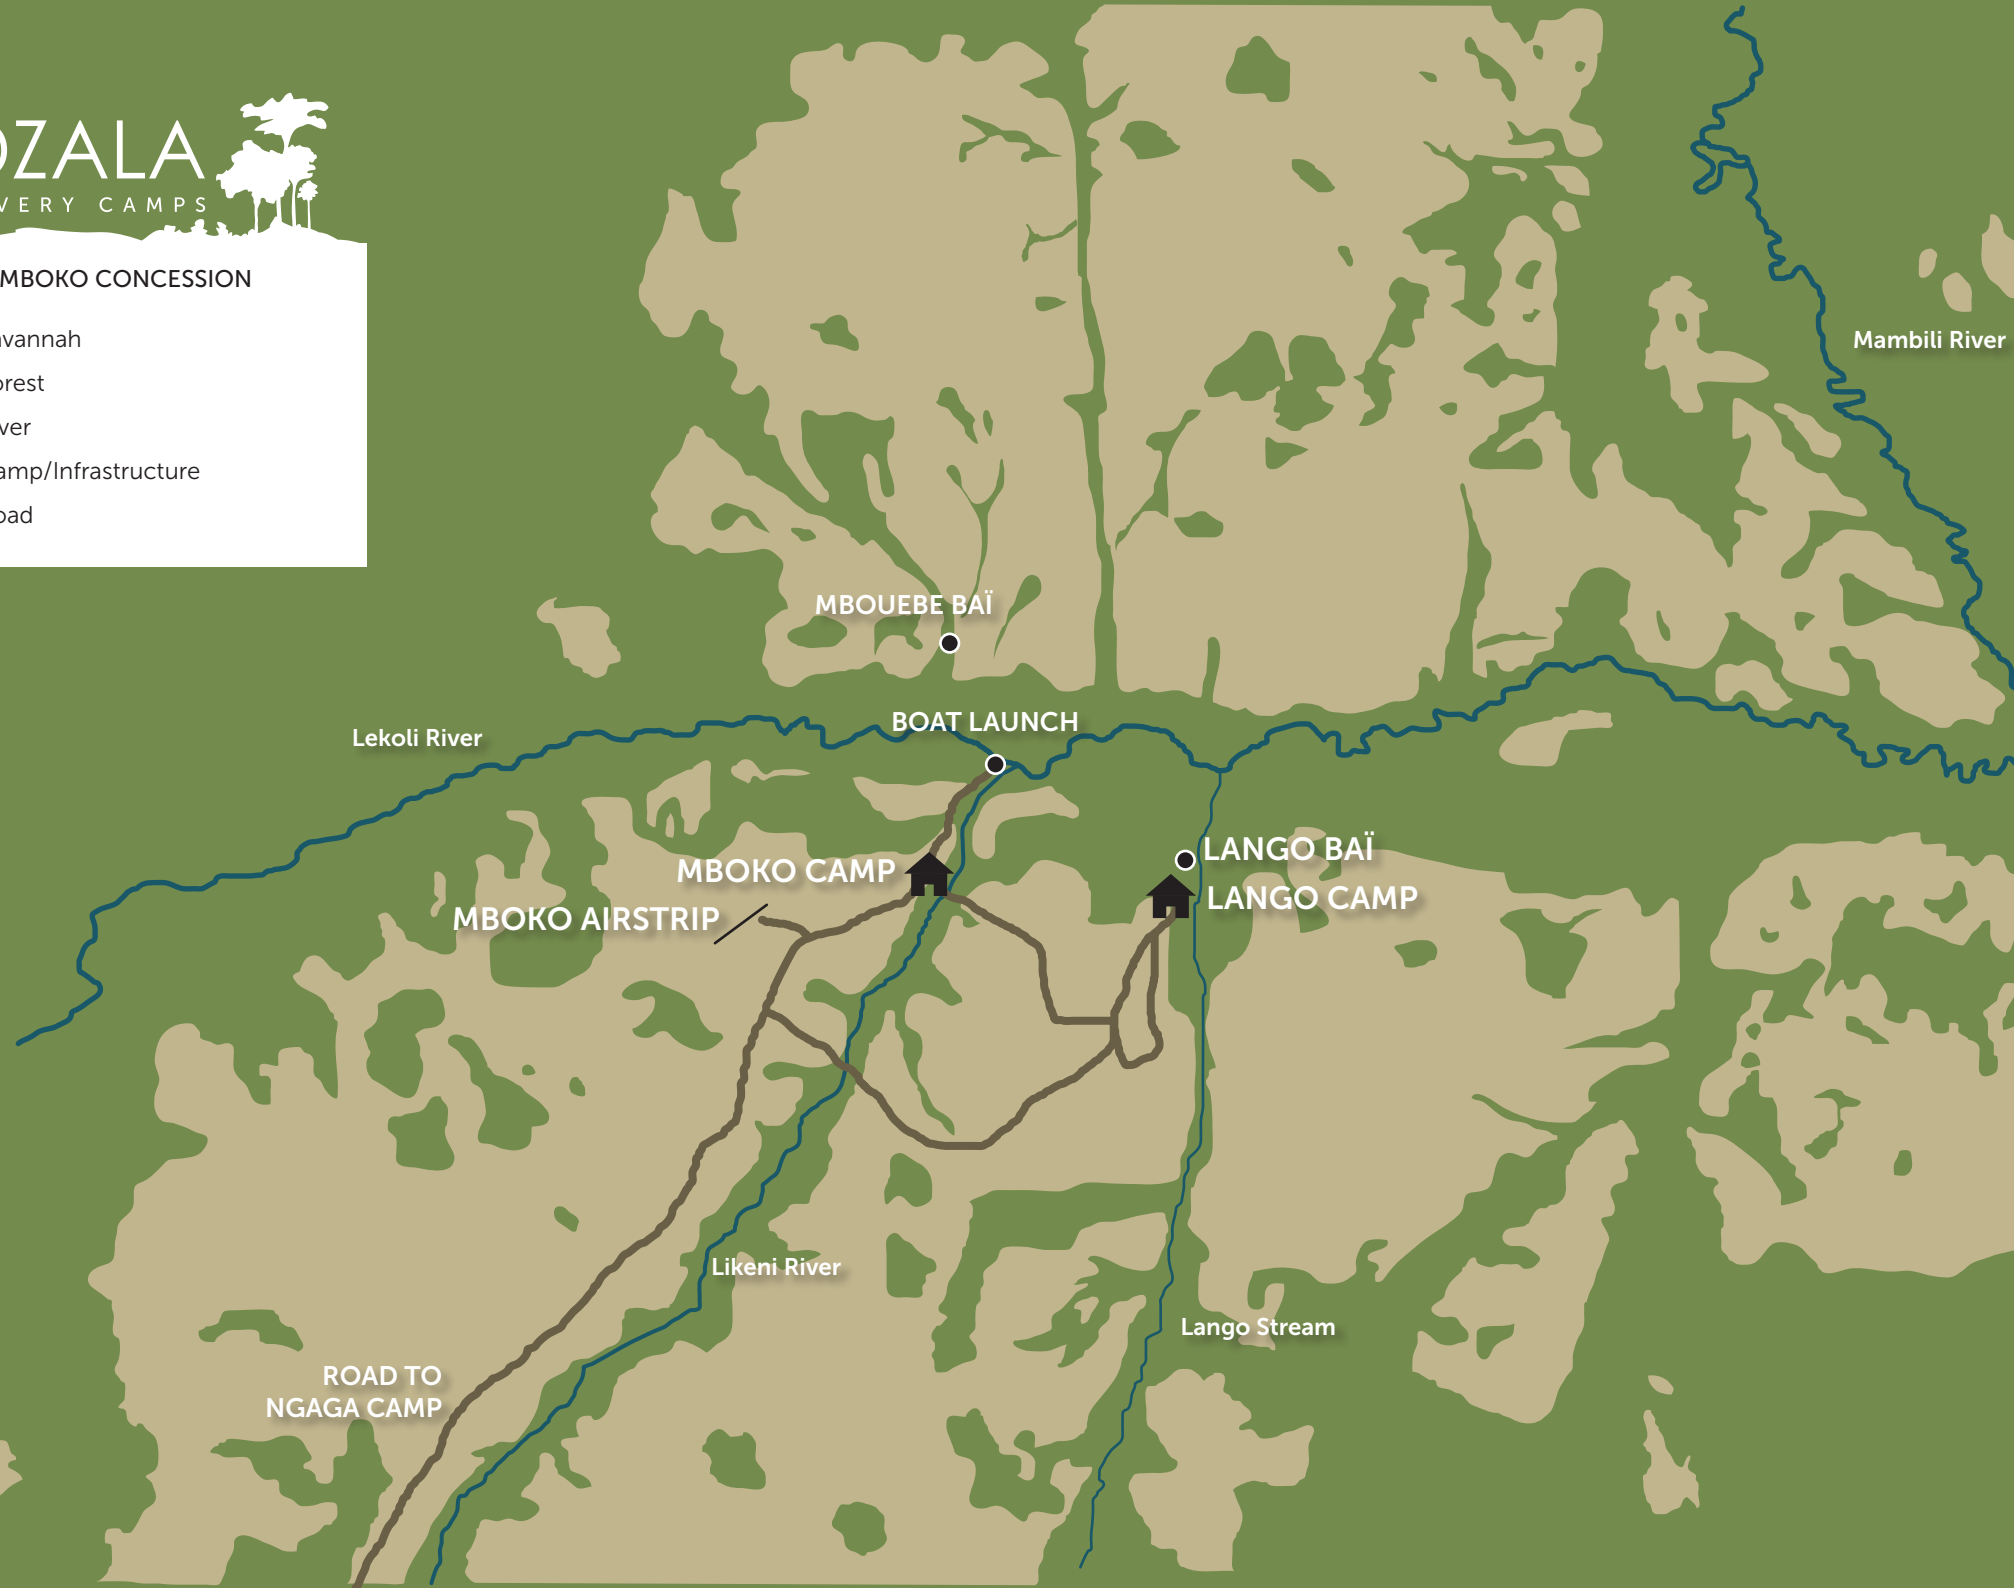 ZALA
VERY CAMPS
MBOKO CONCESSION
vannah
orest
ver
amp/Infrastructure
oad
Mambili River
MBOUEBE BAÏ
BOAT LAUNCH
Lekoli River
LANGO BAÏ
MBOKO CAMP
LANGO CAMP
MBOKO AIRSTRIP
Likeni River
Lango Stream
ROAD TO
NGAGA CAMP